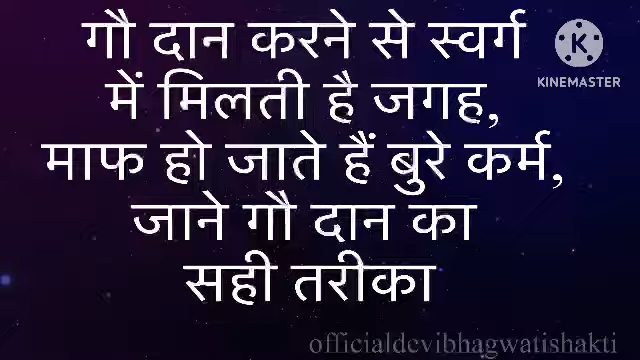 गौ दान करने से स्वर्ग
में मिलती है जगह,
माफ हो जाते हैं बुरे कर्म,
जाने गौ दान का
सही तरीका
K
KINEMASTER
officialdevibhagwatishakti